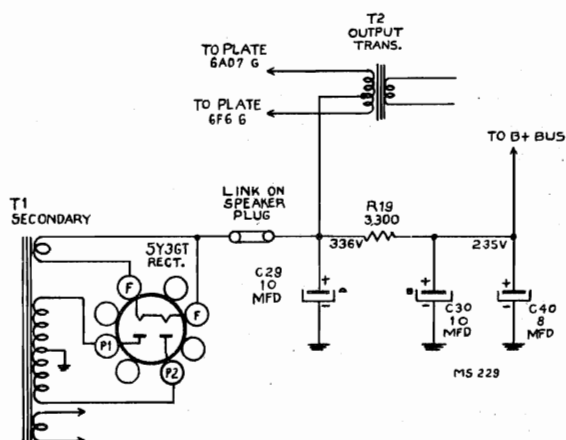 T2
OUTPUT
TRANS.
TO PLATE
6AD7 G
TO PLATE
6F6 G
TO B+ BUS
T1
SECONDARY
LINK ON
SPEAKER
PLUG
R19
3,300
5Y3GT
RECT.
336V
235V
C29
10
MFD
+
-
+
-
C30
10
MFD
+
-
C40
8
MFD
F
F
P1
P2
MS 229